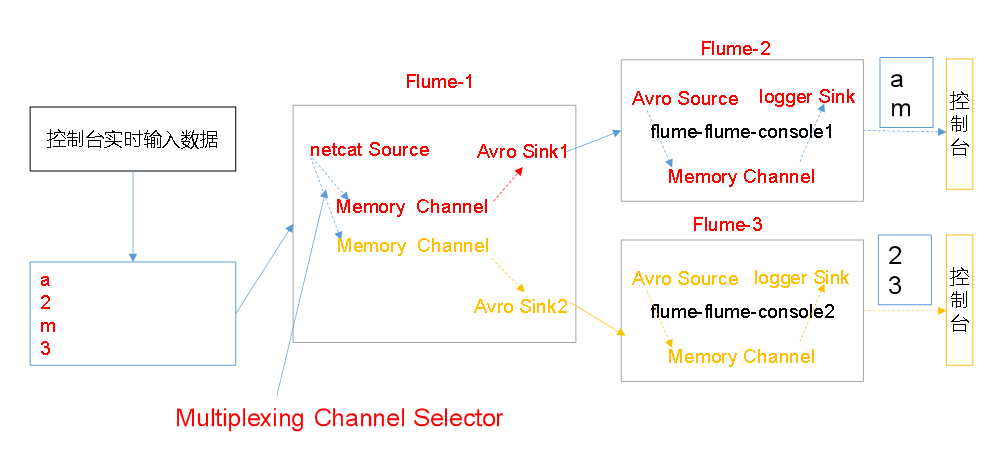 控制台实时输入数据
a
2
m
3
Flume-1
netcat Source
Memory Channel
Memory Channel
Avro Sink1
Avro Sink2
Multiplexing Channel Selector
Flume-2
Avro Source
logger Sink
flume-flume-console1
Memory Channel
a
m
控制台
Flume-3
Avro Source
logger Sink
flume-flume-console2
Memory Channel
2
3
控制台